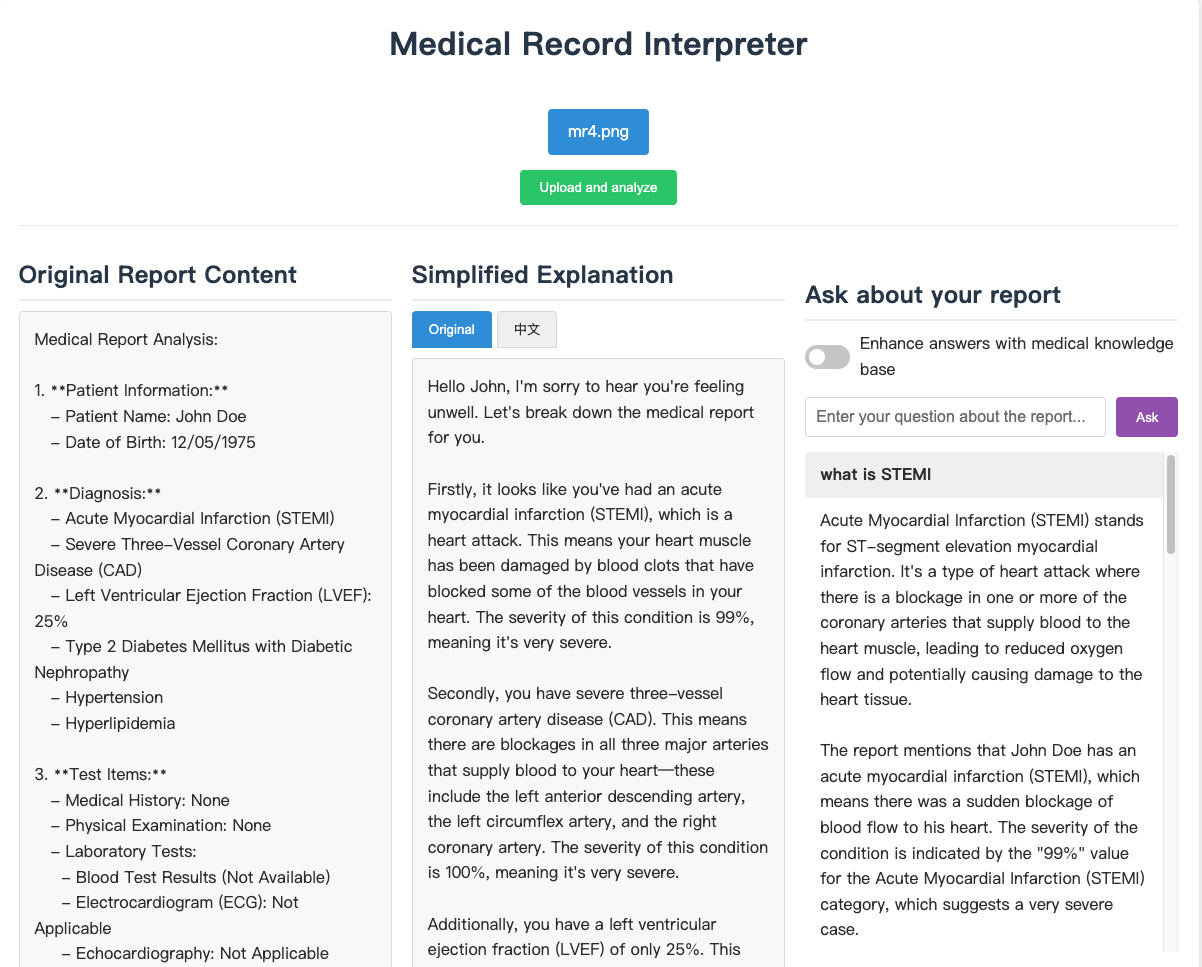 Medical Record Interpreter
mr4.png
Upload and analyze
Original Report Content
Medical Report Analysis:
1. **Patient Information:**
– Patient Name: John Doe
– Date of Birth: 12/05/1975
2. **Diagnosis:**
– Acute Myocardial Infarction (STEMI)
– Severe Three–Vessel Coronary Artery
Disease (CAD)
– Left Ventricular Ejection Fraction (LVEF):
25%
– Type 2 Diabetes Mellitus with Diabetic
Nephropathy
– Hypertension
– Hyperlipidemia
3. **Test Items:**
– Medical History: None
– Physical Examination: None
– Laboratory Tests:
– Blood Test Results (Not Available)
– Electrocardiogram (ECG): Not
Applicable
– Echocardiography: Not Applicable
Simplified Explanation
Original
中文
Hello John, I'm sorry to hear you're feeling
unwell. Let's break down the medical report
for you.
Firstly, it looks like you've had an acute
myocardial infarction (STEMI), which is a
heart attack. This means your heart muscle
has been damaged by blood clots that have
blocked some of the blood vessels in your
heart. The severity of this condition is 99%,
meaning it's very severe.
Secondly, you have severe three–vessel
coronary artery disease (CAD). This means
there are blockages in all three major arteries
that supply blood to your heart—these
include the left anterior descending artery,
the left circumflex artery, and the right
coronary artery. The severity of this condition
is 100%, meaning it's very severe.
Additionally, you have a left ventricular
ejection fraction (LVEF) of only 25%. This
Ask about your report
Enhance answers with medical knowledge
base
Enter your question about the report...
Ask
what is STEMI
Acute Myocardial Infarction (STEMI) stands
for ST–segment elevation myocardial
infarction. It's a type of heart attack where
there is a blockage in one or more of the
coronary arteries that supply blood to the
heart muscle, leading to reduced oxygen
flow and potentially causing damage to the
heart tissue.
The report mentions that John Doe has an
acute myocardial infarction (STEMI), which
means there was a sudden blockage of
blood flow to his heart. The severity of the
condition is indicated by the "99%" value
for the Acute Myocardial Infarction (STEMI)
category, which suggests a very severe
case.